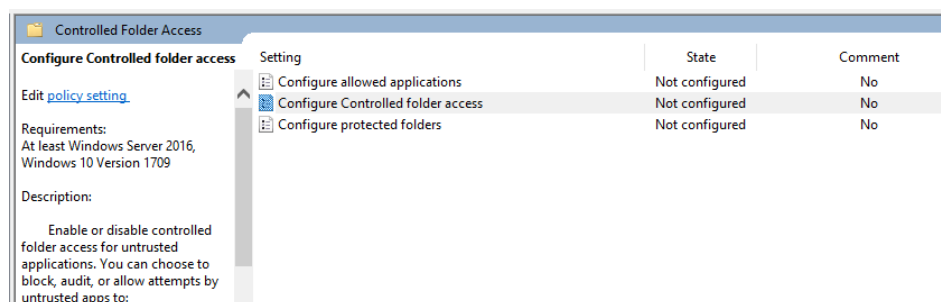 Controlled Folder Access
Configure Controlled folder access
Edit policy setting
Requirements:
At least Windows Server 2016,
Windows 10 Version 1709
Description:
Enable or disable controlled
folder access for untrusted
applications. You can choose to
block, audit, or allow attempts by
untrusted apps to:
Setting State Comment
Configure allowed applications Not configured No
Configure Controlled folder access Not configured No
Configure protected folders Not configured No